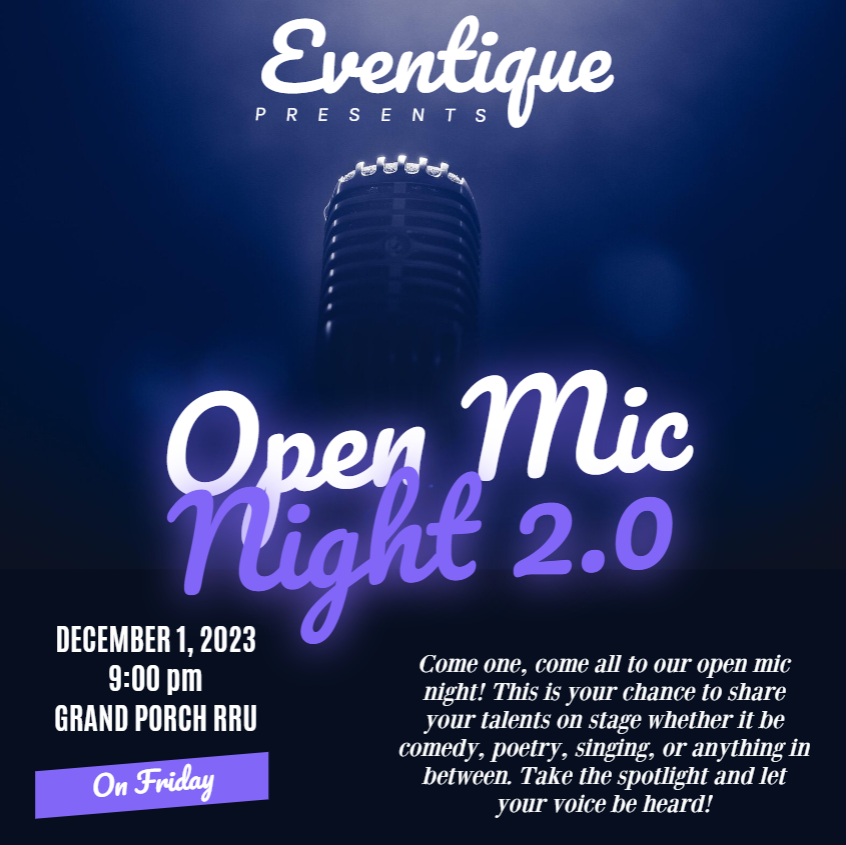 Eventique
PRESENTS
Open Mic
Night 2.0
DECEMBER 1, 2023
9:00 pm
GRAND PORCH RRU
On Friday
Come one, come all to our open mic
night! This is your chance to share
your talents on stage whether it be
comedy, poetry, singing, or anything in
between. Take the spotlight and let
your voice be heard!